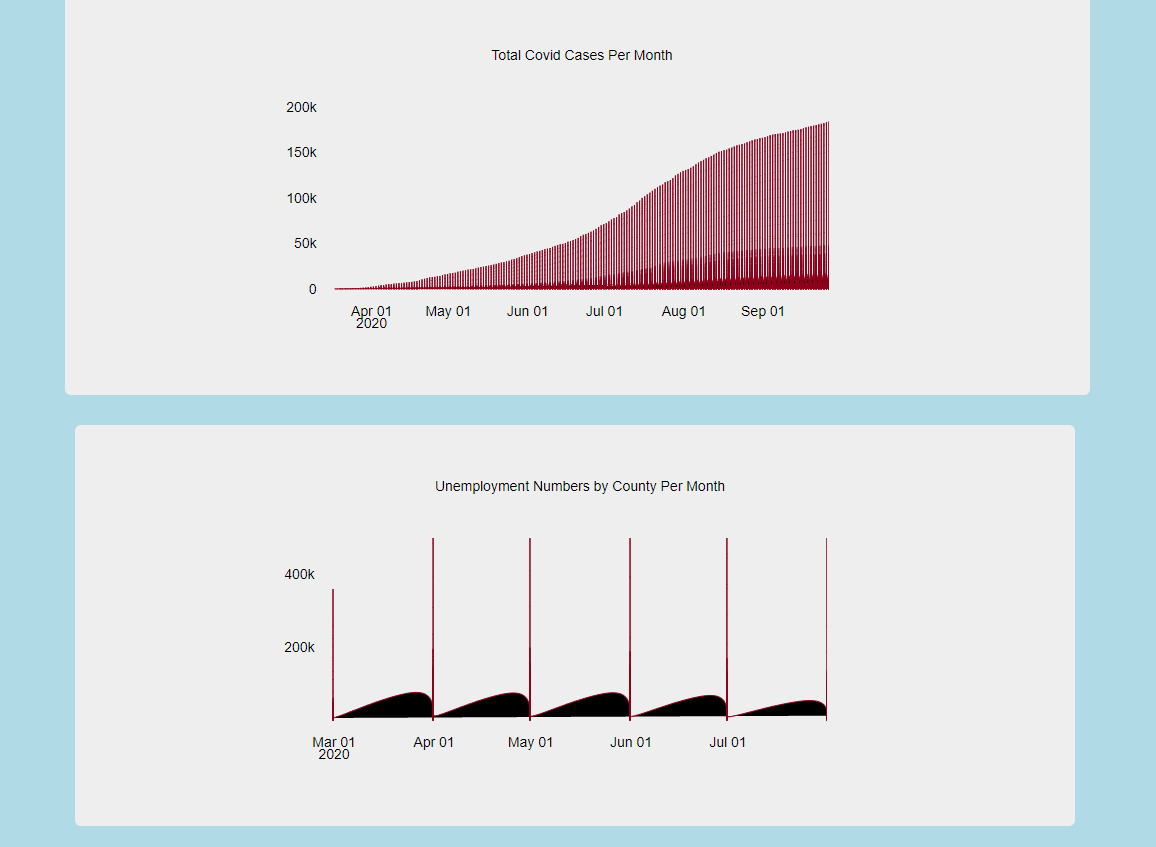 Total Covid Cases Per Month
200k
150k
100k
50k
0
Apr 01 May 01 Jun 01 Jul 01 Aug 01 Sep 01
2020
Unemployment Numbers by County Per Month
400k
200k
Mar 01 Apr 01 May 01 Jun 01 Jul 01
2020